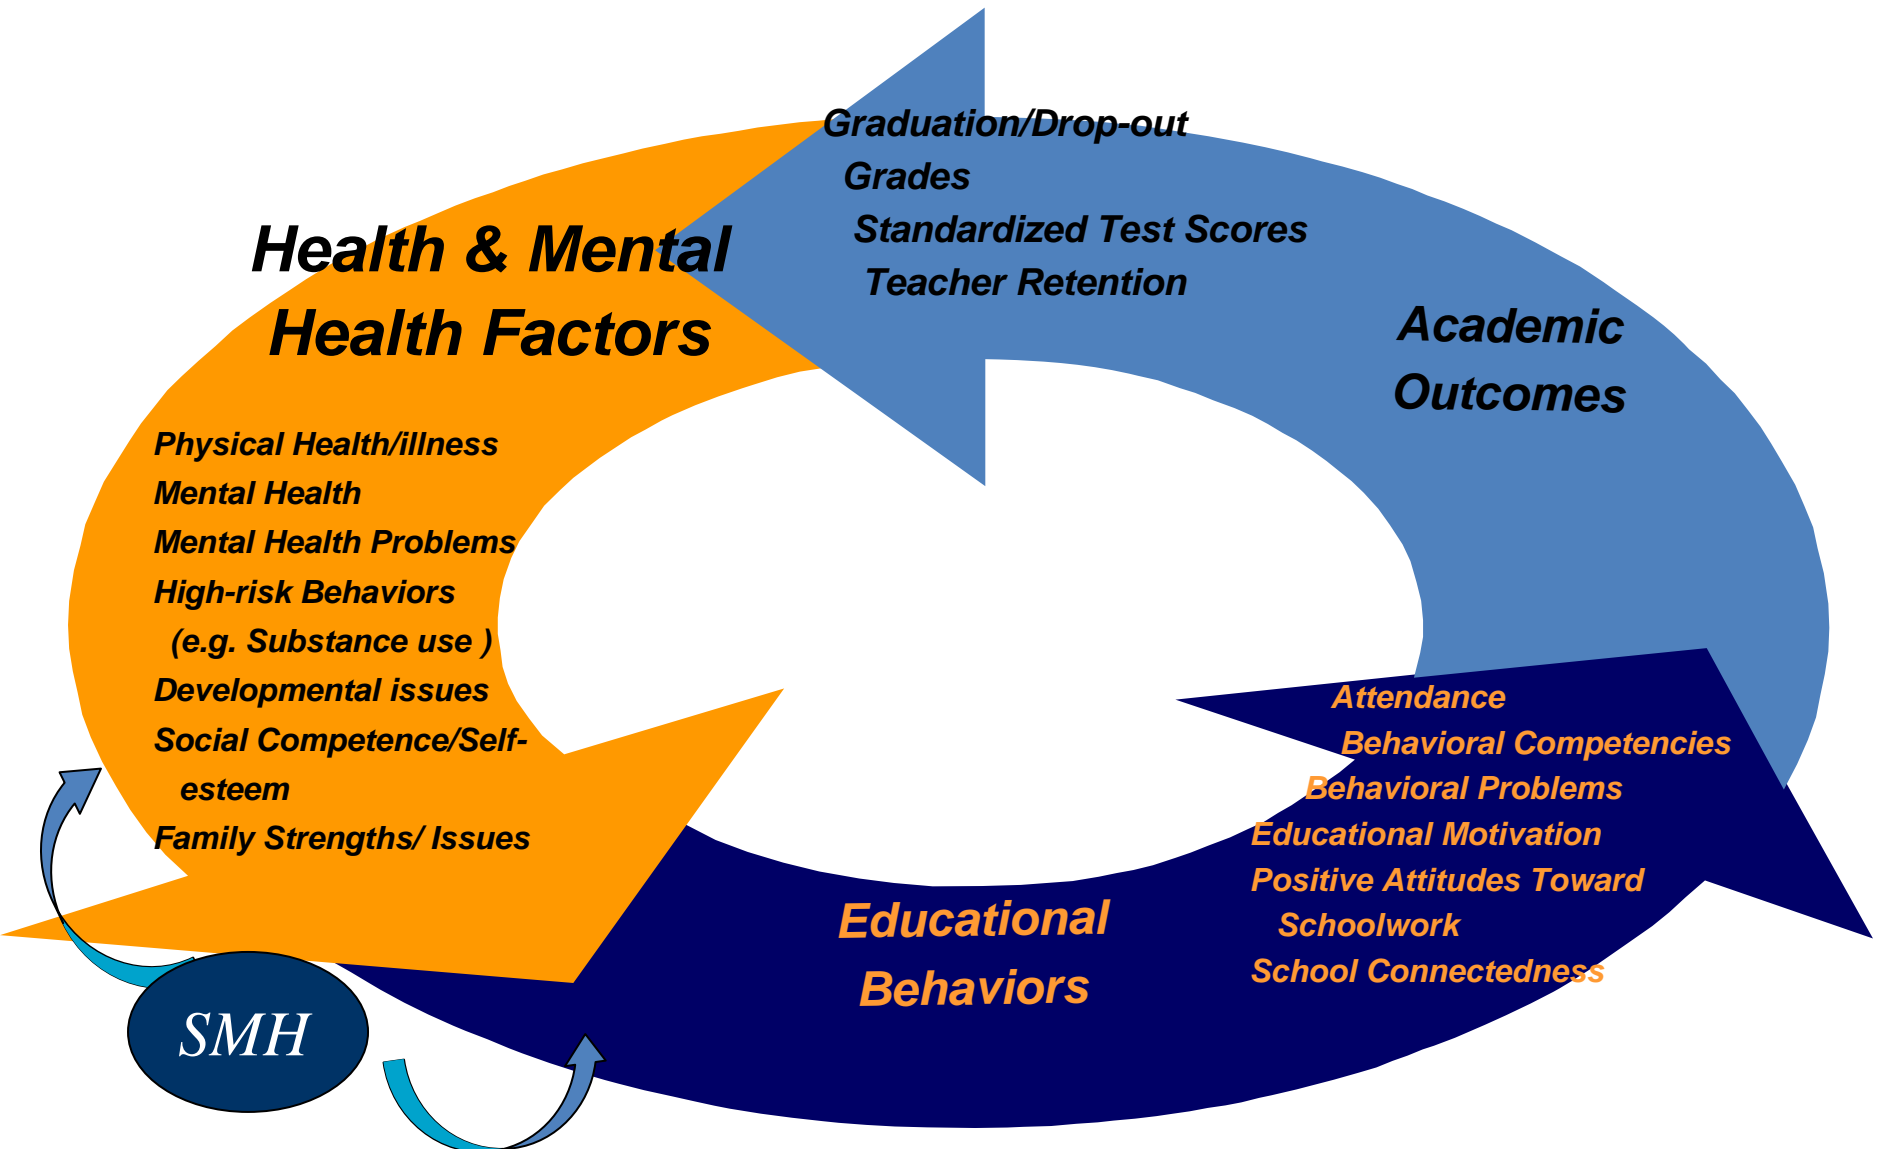 Graduation/Drop-out
Grades
Standardized Test Scores
Teacher Retention
Health & Mental
Health Factors
Academic
Outcomes
Physical Health/illness
Mental Health
Mental Health Problems
High-risk Behaviors
(e.g. Substance use )
Developmental issues
Social Competence/Self-
esteem
Family Strengths/ Issues
Attendance
Behavioral Competencies
Behavioral Problems
Educational Motivation
Positive Attitudes Toward
Schoolwork
School Connectedness
Educational
Behaviors
SMH